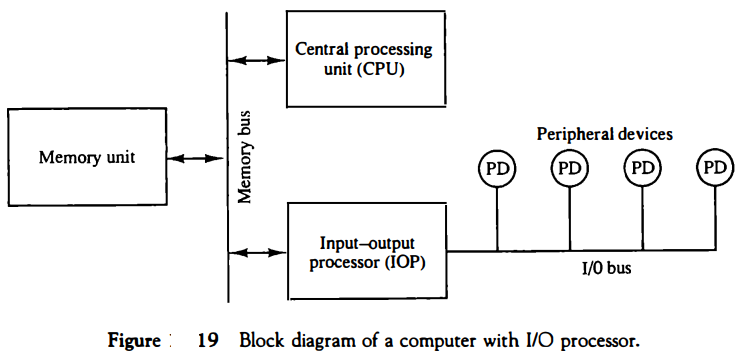 Central processing
unit (CPU)
Memory unit
Memory bus
Peripheral devices
PD PD PD PD
Input–output
processor (IOP)
I/0 bus
Figure 19 Block diagram of a computer with I/O processor.